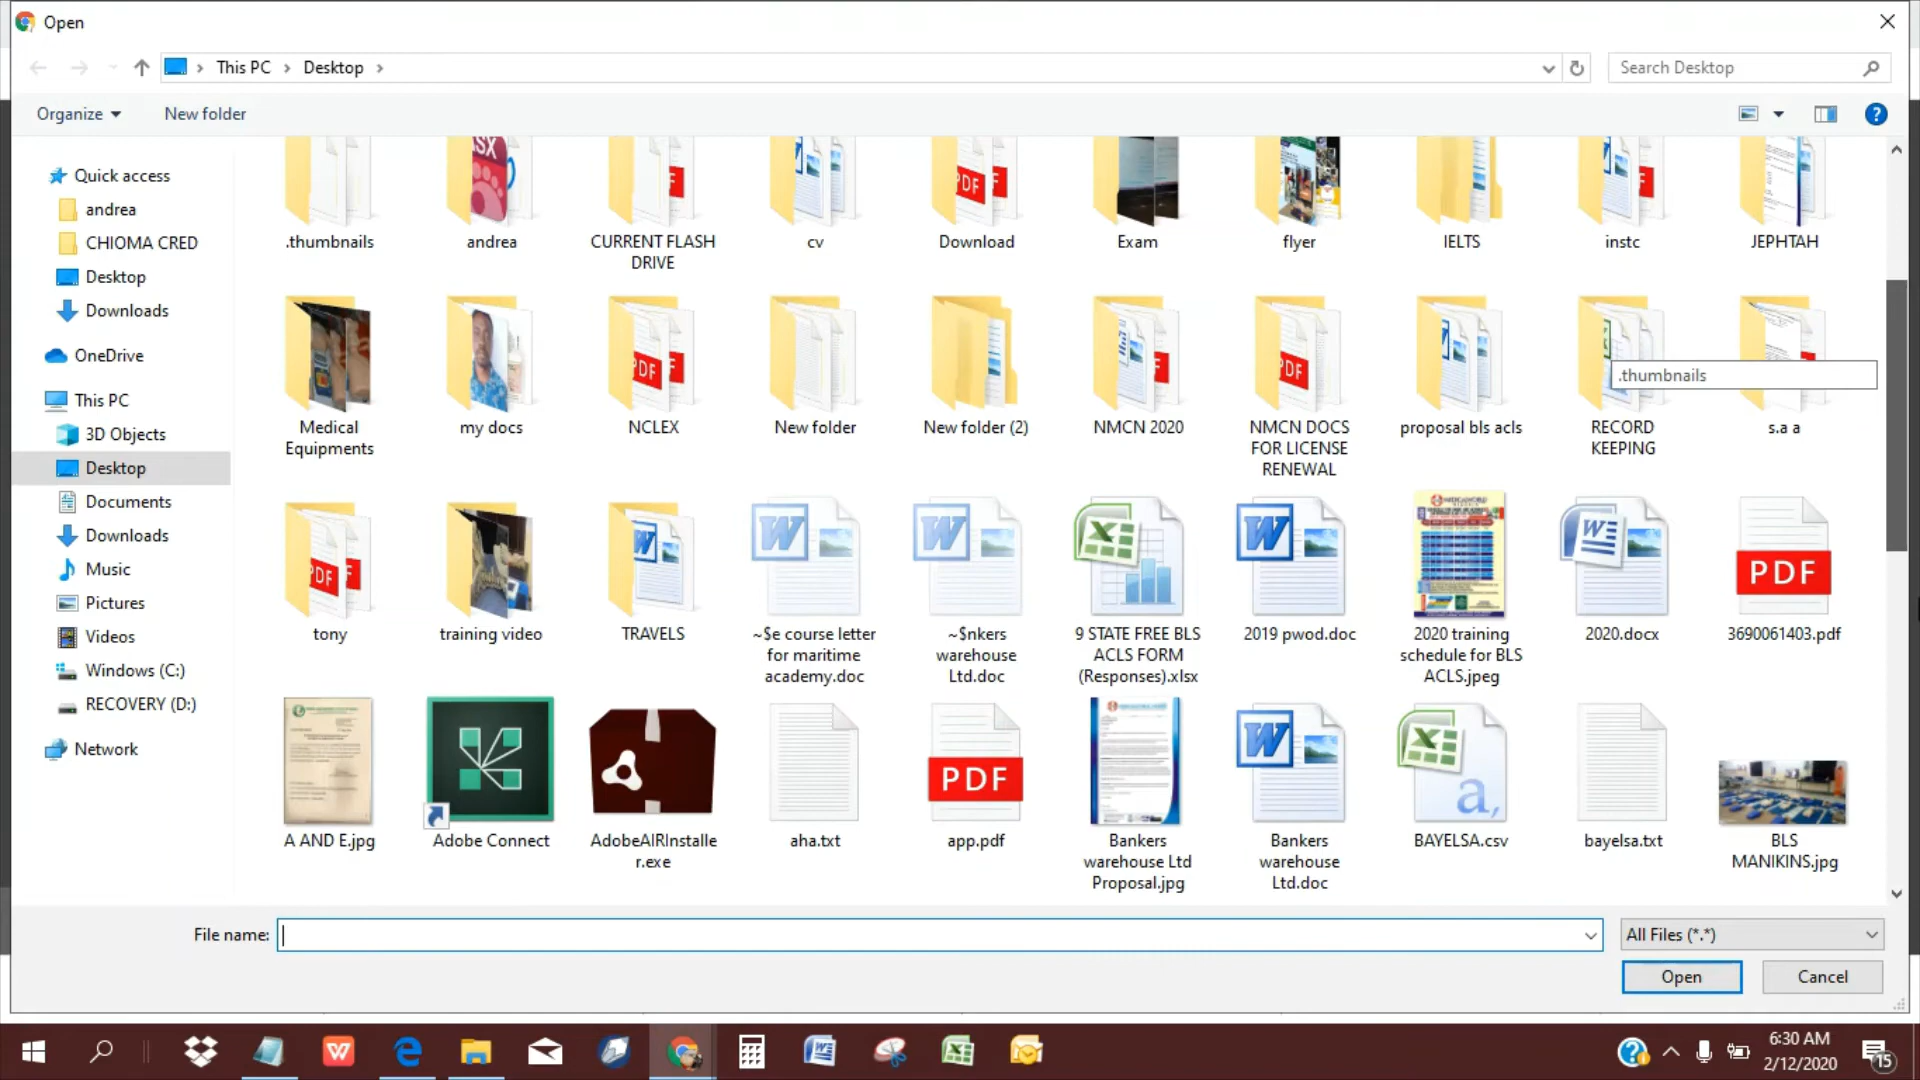 Open
This PC
Desktop
Search Desktop
Organize
New folder
Quick access
andrea
CHIOMA CRED
Desktop
Downloads
OneDrive
This PC
3D Objects
Desktop
Documents
Downloads
Music
Pictures
Videos
Windows (C:)
RECOVERY (D:)
Network
.thumbnails
andrea
CURRENT FLASH
DRIVE
cv
Download
Exam
flyer
IELTS
instc
JEPHTAH
Medical
Equipments
my docs
NCLEX
New folder
New folder (2)
NMCN 2020
NMCN DOCS
FOR LICENSE
RENEWAL
proposal bls acls
RECORD
KEEPING
s.a a
.thumbnails
tony
training video
TRAVELS
~$e course letter
for maritime
academy.doc
~$nkers
warehouse
Ltd.doc
9 STATE FREE BLS
ACLS FORM
(Responses).xlsx
2019 pwod.doc
2020 training
schedule for BLS
ACLS.jpeg
2020.docx
PDF
3690061403.pdf
A AND E.jpg
Adobe Connect
AdobeAIRInstalle
r.exe
aha.txt
PDF
app.pdf
Bankers
warehouse Ltd
Proposal.jpg
Bankers
warehouse
Ltd.doc
BAYELSA.csv
bayelsa.txt
BLS
MANIKINS.jpg
File name:
All Files (*.*)
Open
Cancel
6:30 AM
2/12/2020
15